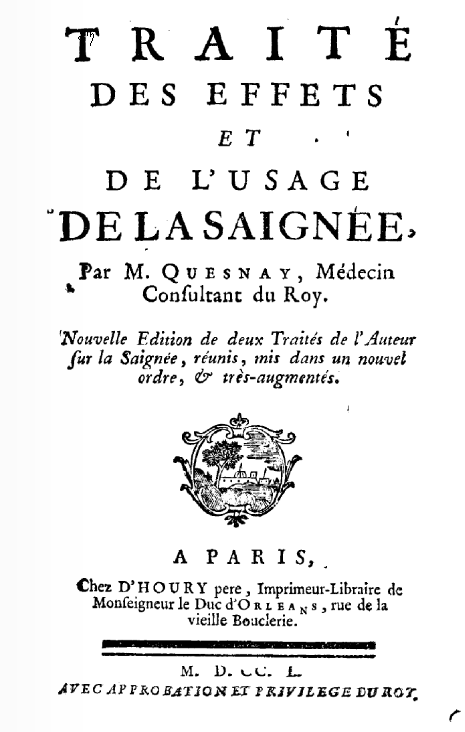 TRAITÉ
DES EFFETS
ET
DE L'USAGE
DE LA SAIGNÉE,
Par M. QUESNAY, Médecin
Conſultant du Roy.
Nouvelle Edition de deux Traités de l'Auteur
ſur la Saignée, réunis, mis dans un nouvel
ordre, & très-augmentés.
A PARIS,
Chez D'HOURY pere, Imprimeur-Libraire de
Monſeigneur le Duc d'ORLEANS, rue de la
vieille Bouclerie.
M. D. CC. L.
AVEC APPROBATION ET PRIVILEGE DU ROY.